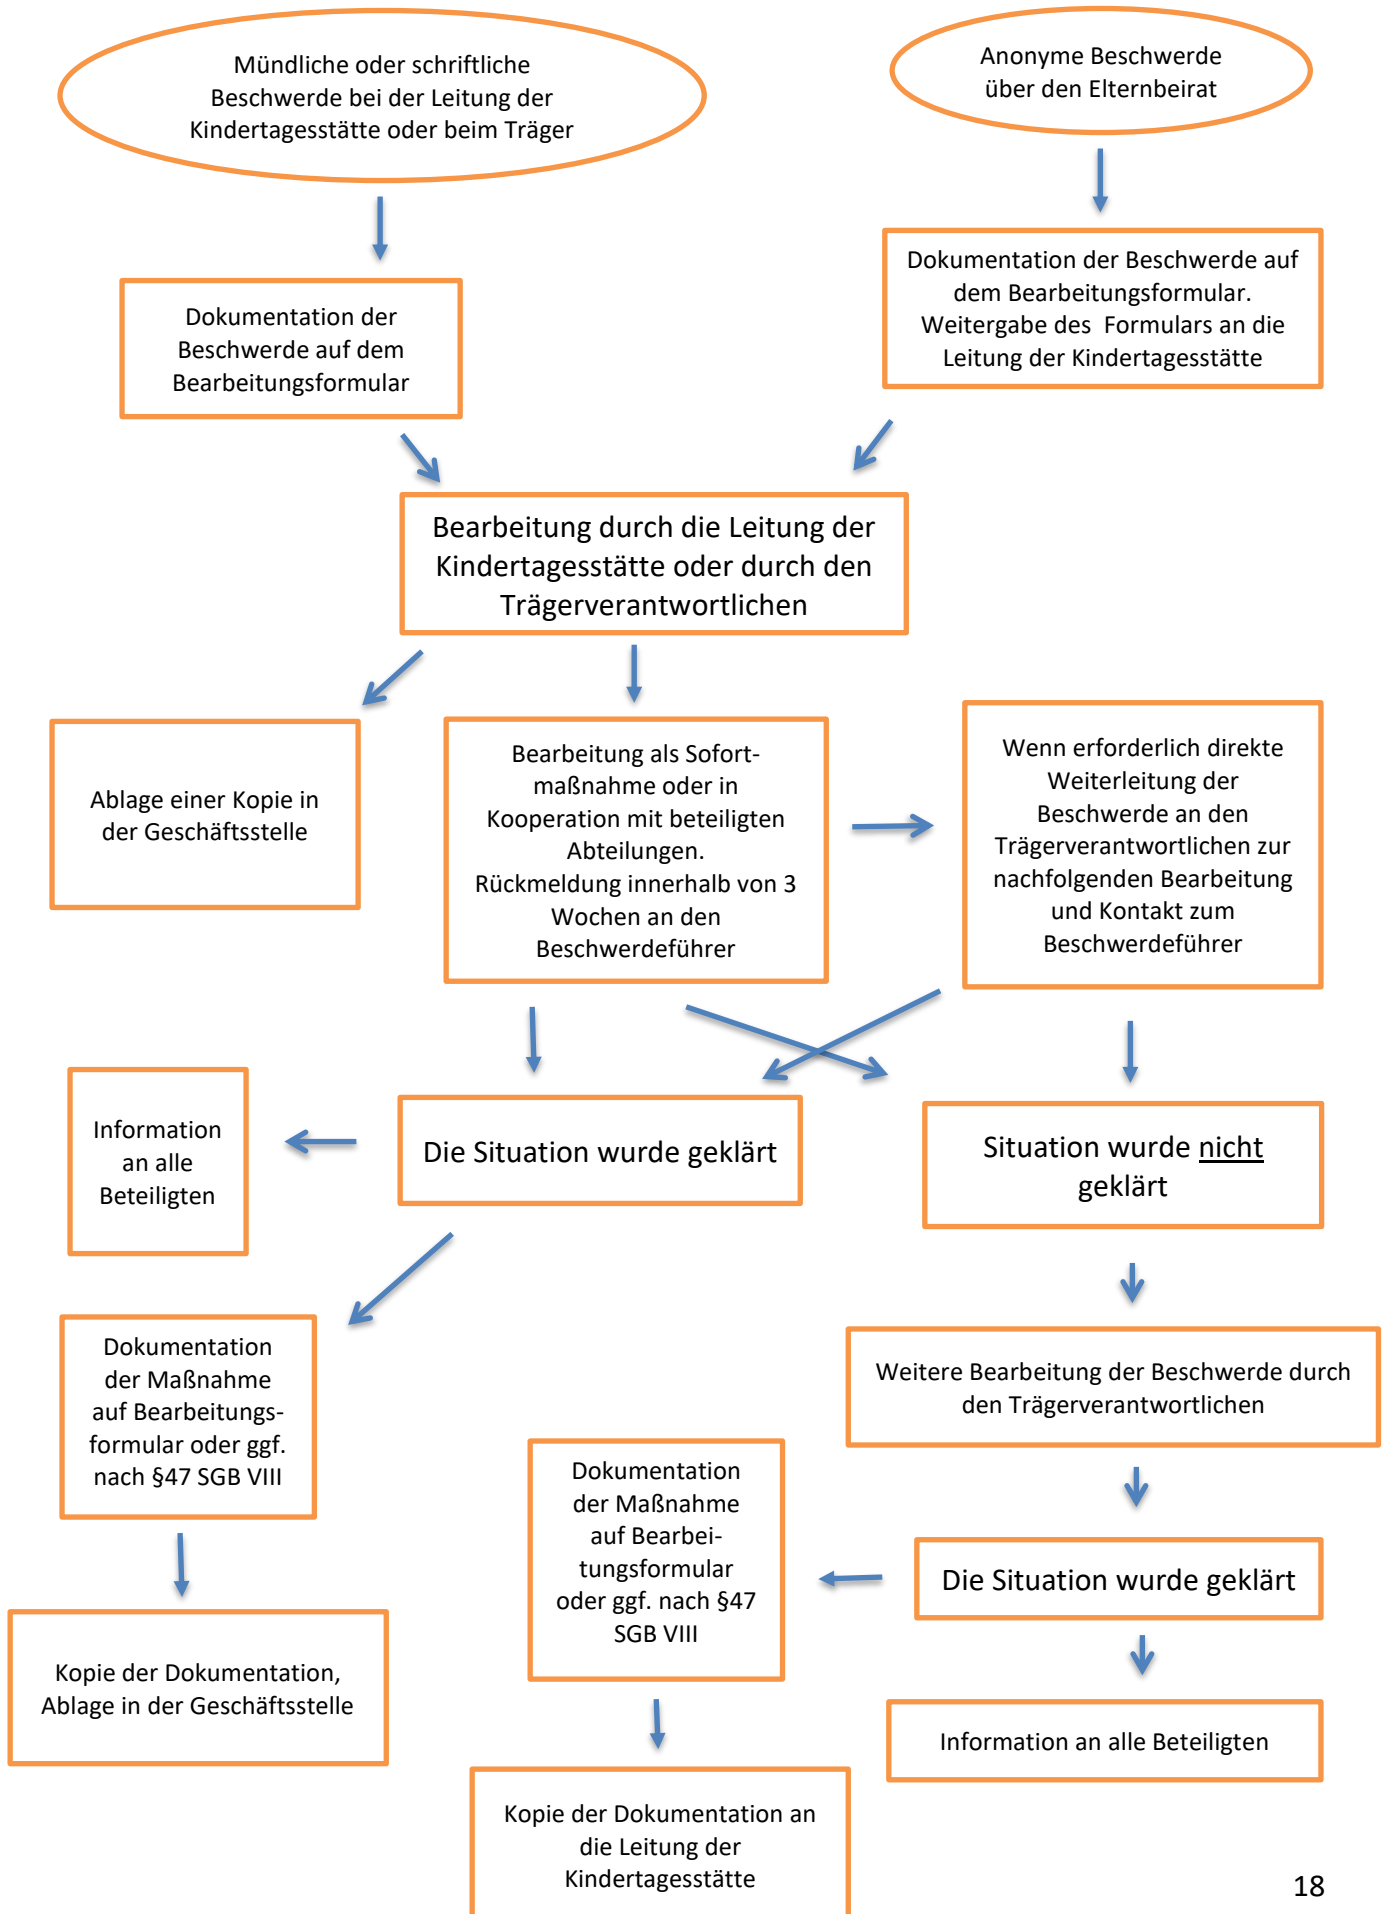 Mündliche oder schriftliche
Beschwerde bei der Leitung der
Kindertagesstätte oder beim Träger
Anonyme Beschwerde
über den Elternbeirat
Dokumentation der
Beschwerde auf dem
Bearbeitungsformular
Dokumentation der Beschwerde auf
dem Bearbeitungsformular.
Weitergabe des Formulars an die
Leitung der Kindertagesstätte
Bearbeitung durch die Leitung der
Kindertagesstätte oder durch den
Trägerverantwortlichen
Ablage einer Kopie in
der Geschäftsstelle
Bearbeitung als Sofort-
maßnahme oder in
Kooperation mit beteiligten
Abteilungen.
Rückmeldung innerhalb von 3
Wochen an den
Beschwerdeführer
Wenn erforderlich direkte
Weiterleitung der
Beschwerde an den
Trägerverantwortlichen zur
nachfolgenden Bearbeitung
und Kontakt zum
Beschwerdeführer
Information
an alle
Beteiligten
Die Situation wurde geklärt
Situation wurde nicht
geklärt
Dokumentation
der Maßnahme
auf Bearbeitungs-
formular oder ggf.
nach §47 SGB VIII
Weitere Bearbeitung der Beschwerde durch
den Trägerverantwortlichen
Dokumentation
der Maßnahme
auf Bearbei-
tungsformular
oder ggf. nach §47
SGB VIII
Die Situation wurde geklärt
Kopie der Dokumentation,
Ablage in der Geschäftsstelle
Information an alle Beteiligten
Kopie der Dokumentation an
die Leitung der
Kindertagesstätte
18